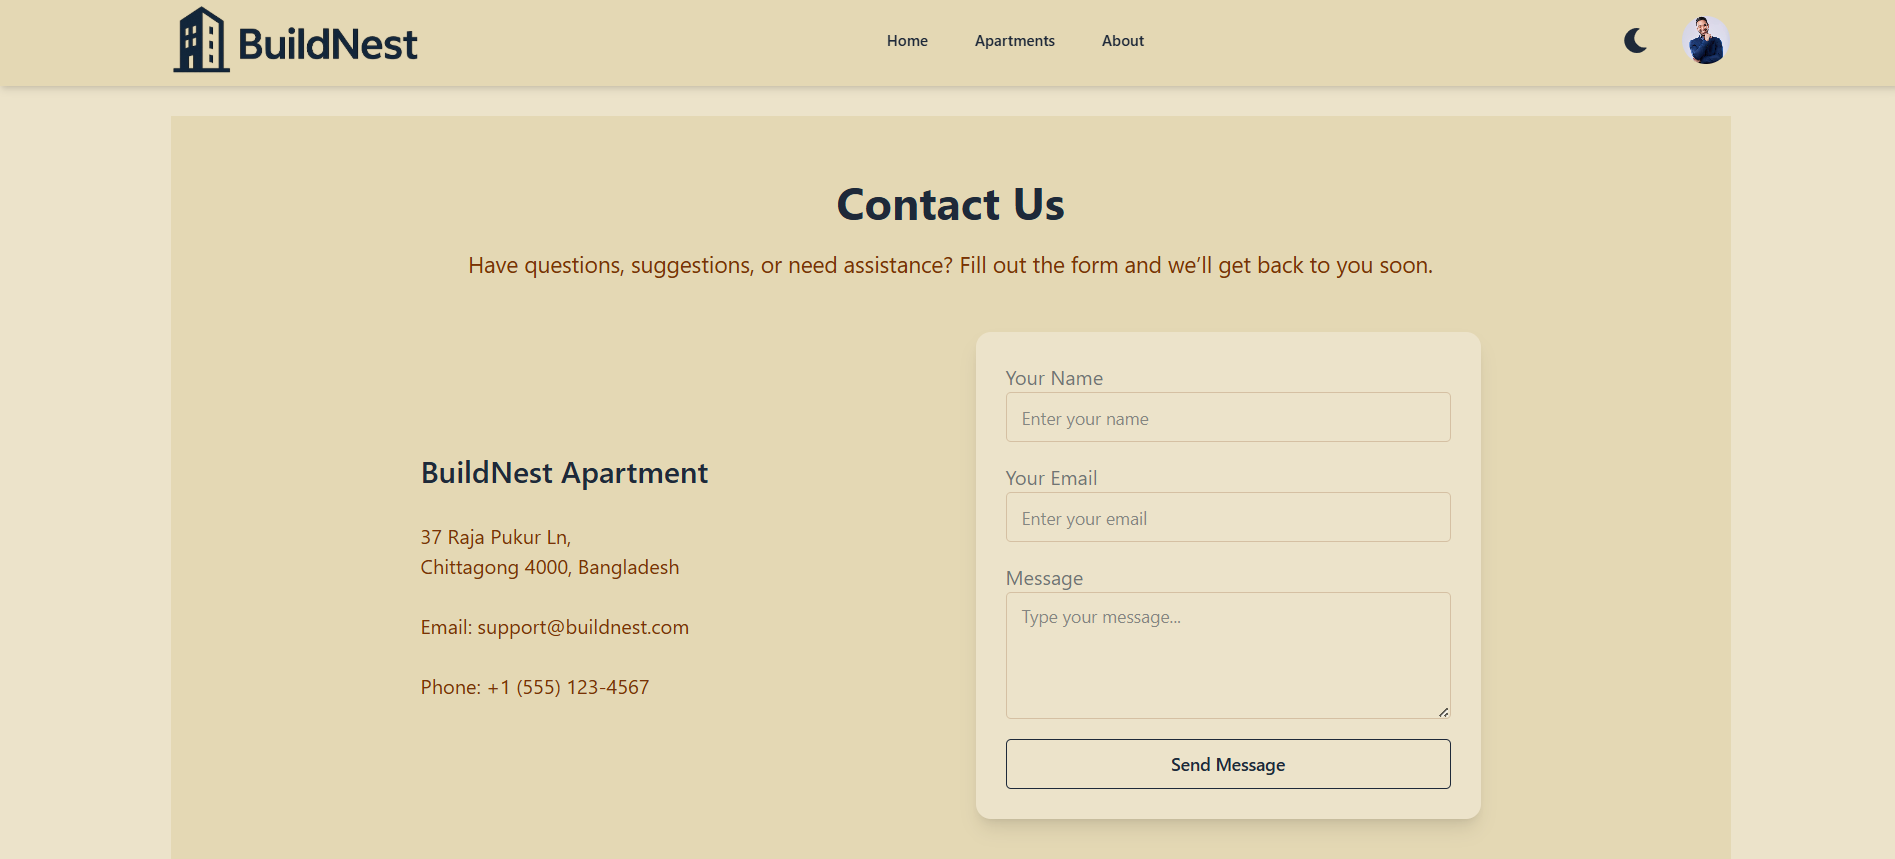 BuildNest
Home
Apartments
About
Contact Us
Have questions, suggestions, or need assistance? Fill out the form and we’ll get back to you soon.
BuildNest Apartment
37 Raja Pukur Ln,
Chittagong 4000, Bangladesh
Email: support@buildnest.com
Phone: +1 (555) 123-4567
Your Name
Enter your name
Your Email
Enter your email
Message
Type your message...
Send Message